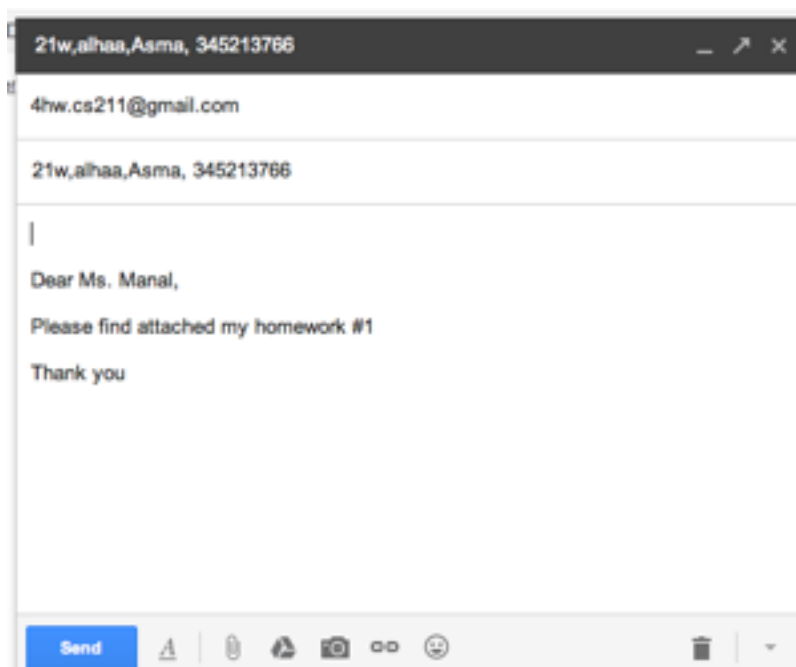 21w,alhaa,Asma, 345213766
4hw.cs211@gmail.com
21w,alhaa,Asma, 345213766
Dear Ms. Manal,
Please find attached my homework #1
Thank you
Send
A